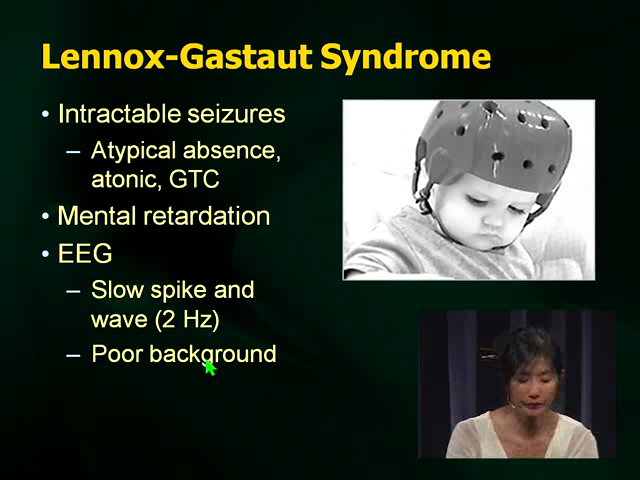 Lennox-Gastaut Syndrome
• Intractable seizures
– Atypical absence,
atonic, GTC
• Mental retardation
• EEG
– Slow spike and
wave (2 Hz)
– Poor background